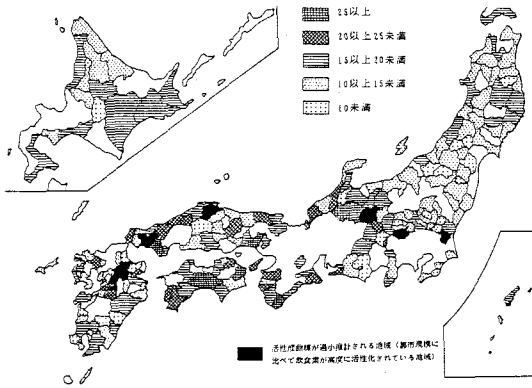 25以上
20以上25未満
15以上20未満
10以上15未満
10未満
活性度指標が過小推計される地域（都市規模に
比べて飲食業が高度に活性化されている地域）